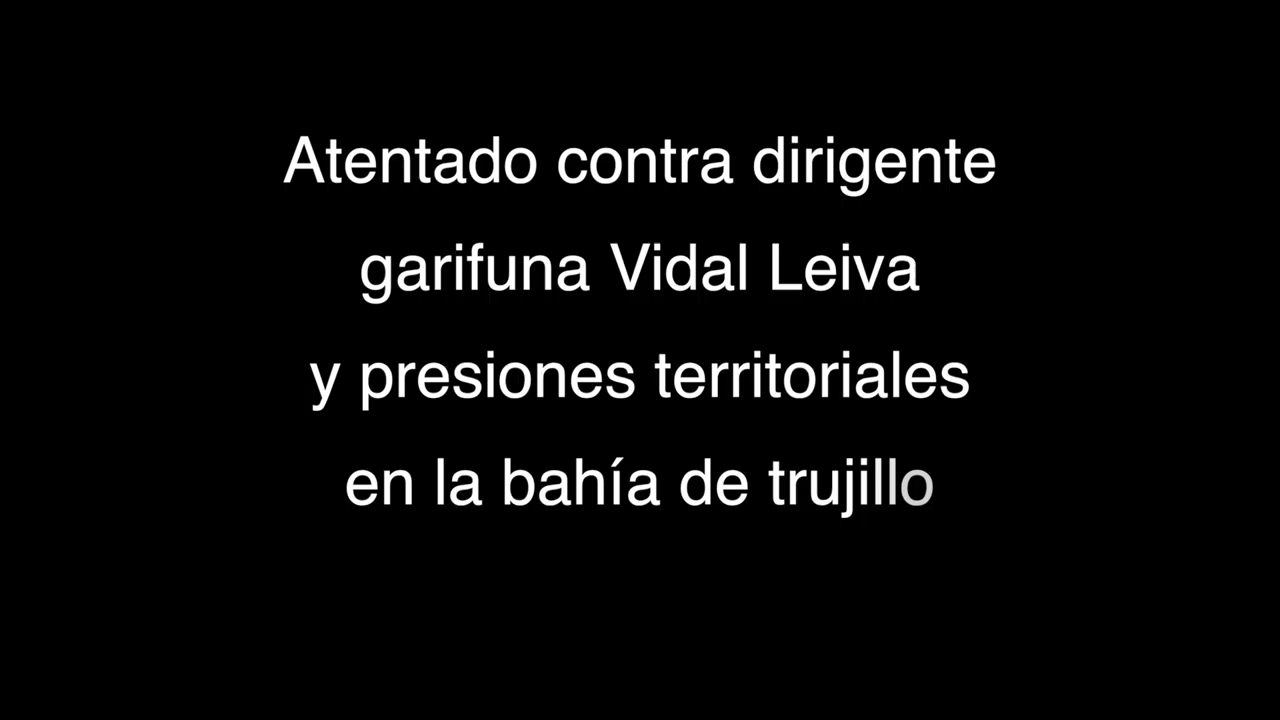 Atentado contra dirigente
garifuna Vidal Leiva
y presiones territoriales
en la bahía de trujillo